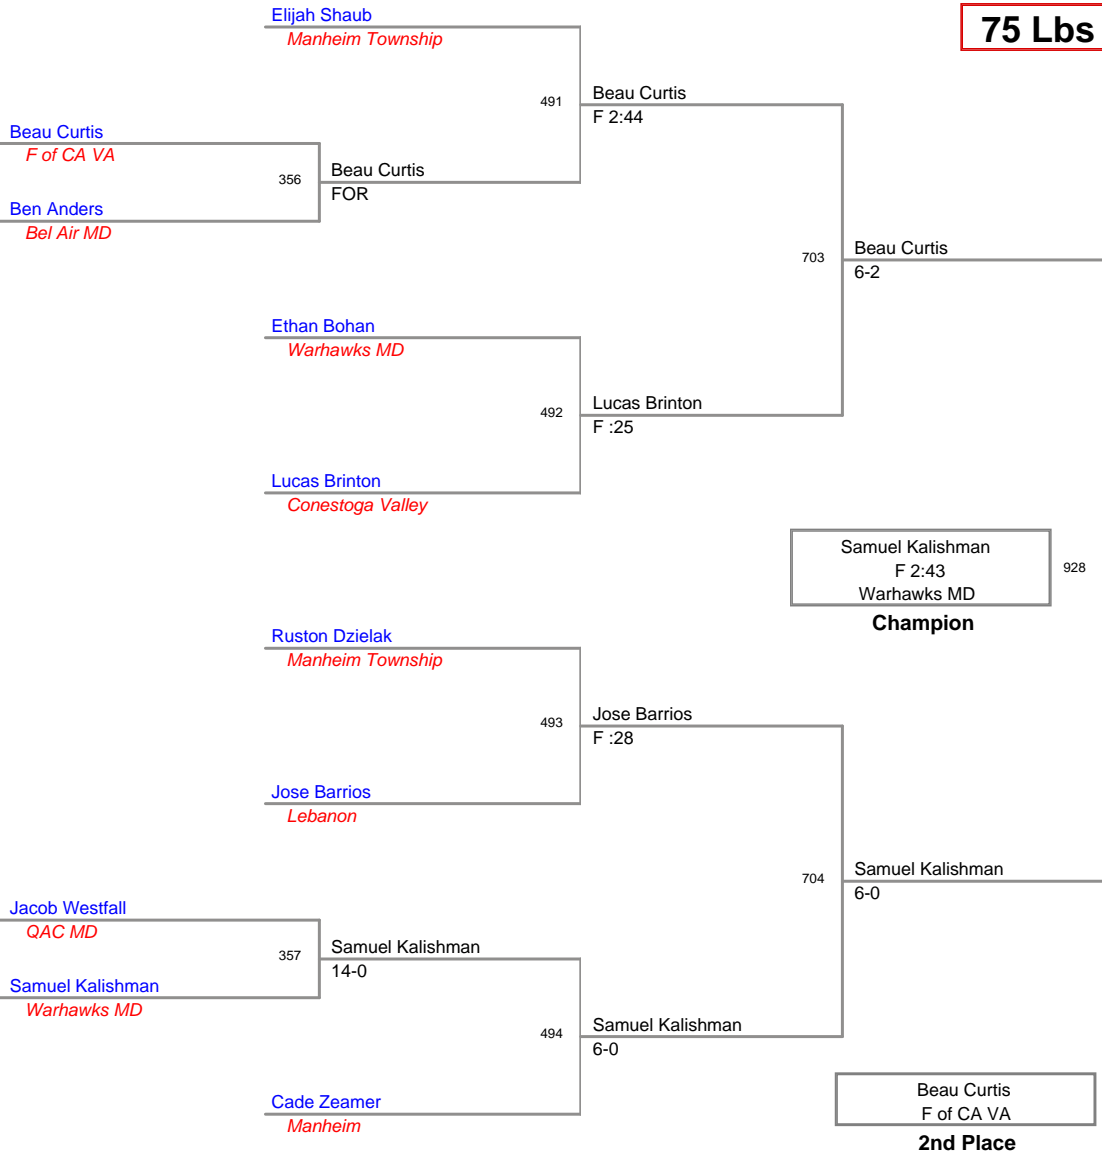 Elijah Shaub
Manheim Township
75 Lbs
491
Beau Curtis
F 2:44
Beau Curtis
F of CA VA
356
Beau Curtis
FOR
Ben Anders
Bel Air MD
703
Beau Curtis
6-2
Ethan Bohan
Warhawks MD
492
Lucas Brinton
F :25
Lucas Brinton
Conestoga Valley
Samuel Kalishman
F 2:43
Warhawks MD
928
Champion
Ruston Dzielak
Manheim Township
493
Jose Barrios
F :28
Jose Barrios
Lebanon
704
Samuel Kalishman
6-0
Jacob Westfall
QAC MD
357
Samuel Kalishman
14-0
Samuel Kalishman
Warhawks MD
494
Samuel Kalishman
6-0
Cade Zeamer
Manheim
Beau Curtis
F of CA VA
2nd Place